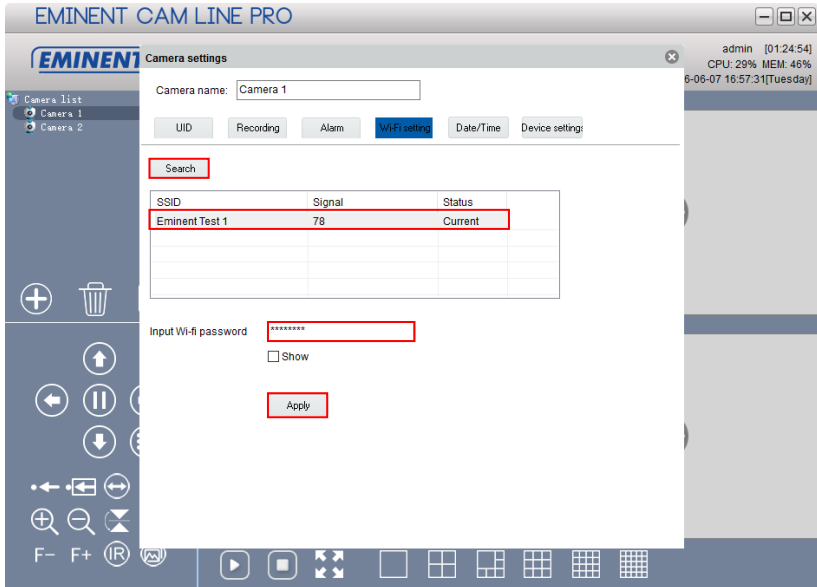 EMINENT CAM LINE PRO
EMINENT
admin [01:24:54]
CPU: 29% MEM: 46%
6-06-07 16:57:31[Tuesday]
Camera list
Camera 1
Camera 2
Camera settings
Camera name: Camera 1
UID Recording Alarm Wi-Fi setting Date/Time Device settings
Search
SSID Signal Status
Eminent Test 1 78 Current
Input Wi-fi password ********
Show
Apply
F- F+ IR